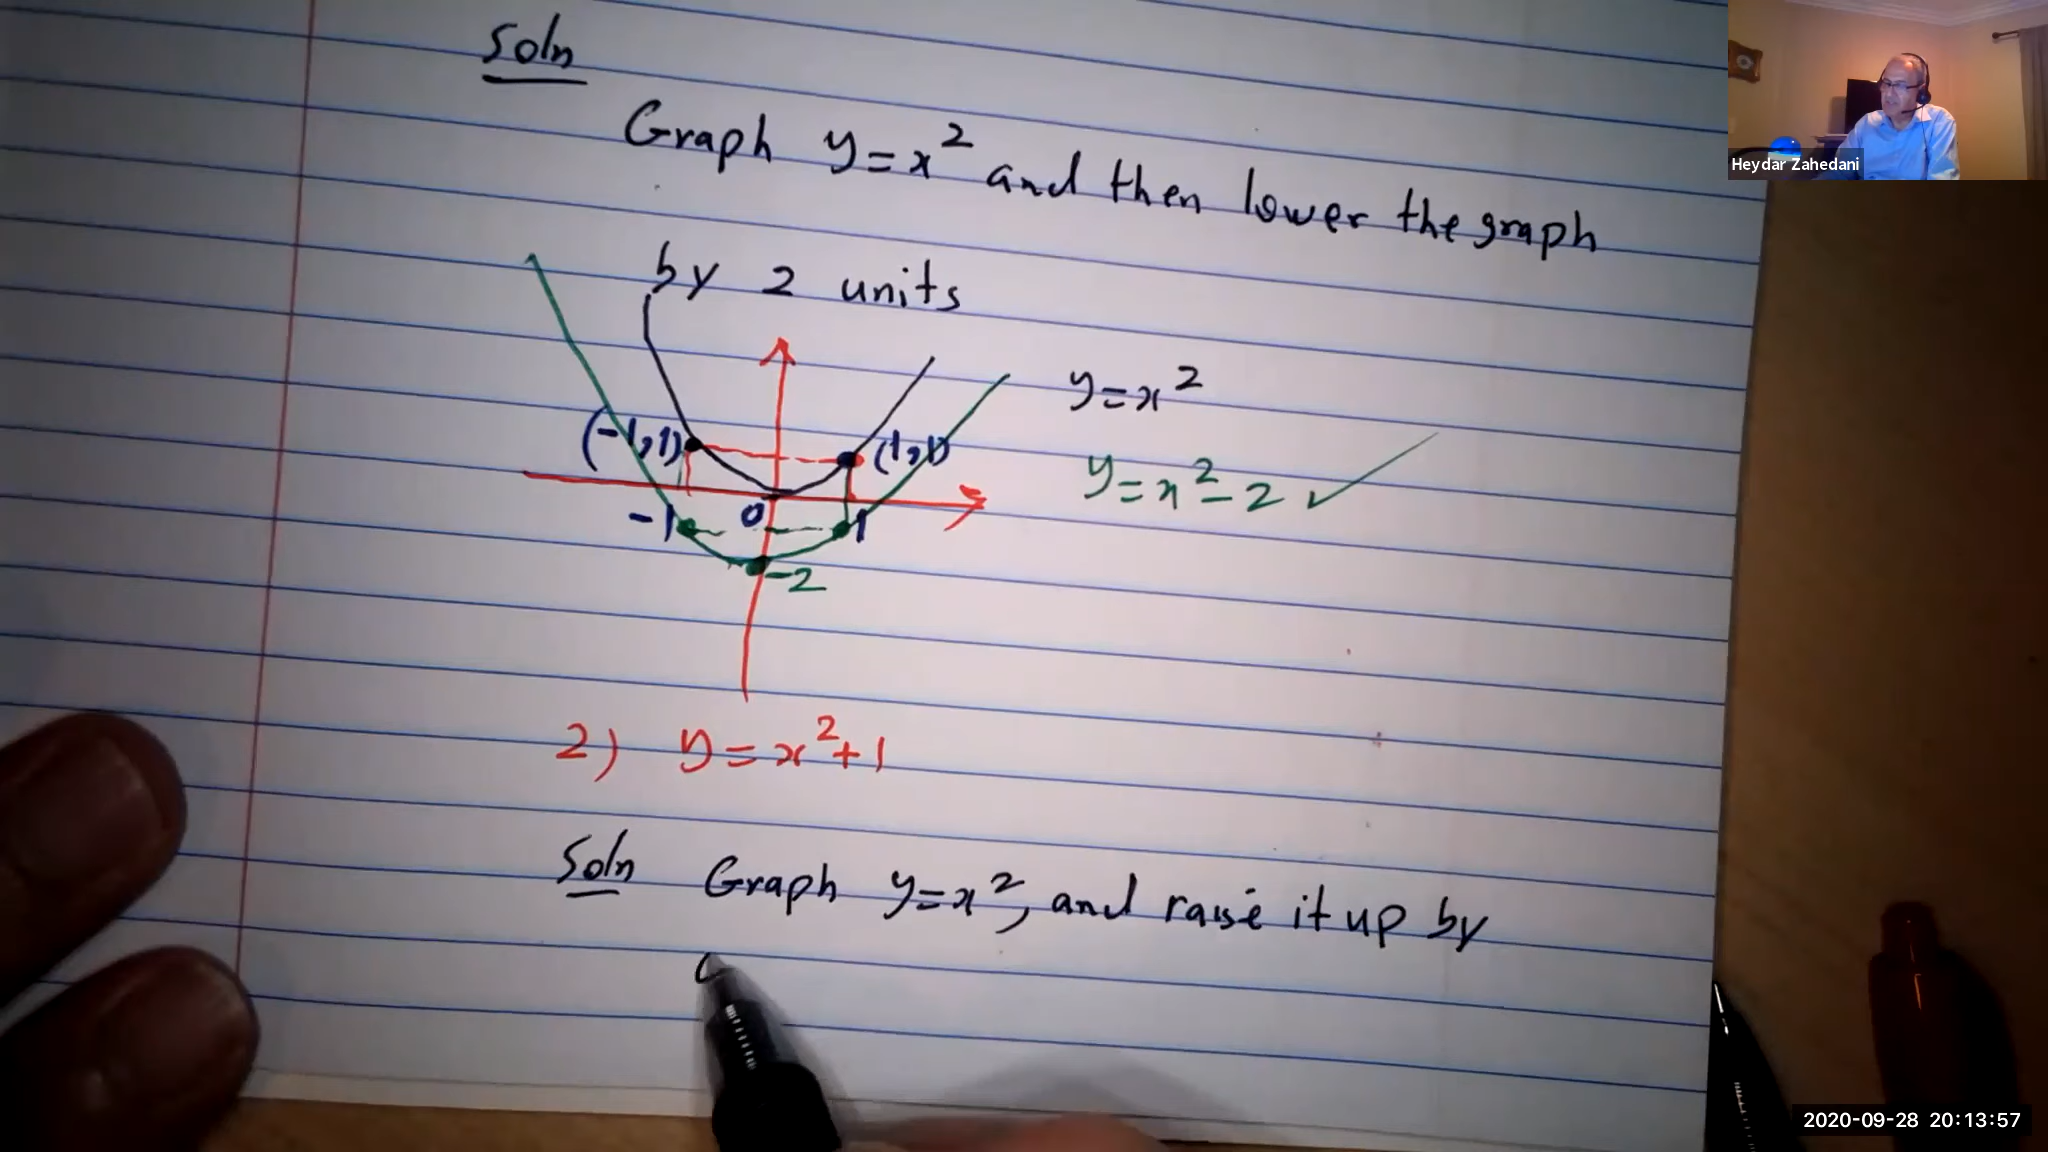 Soln
Graph y=x² and then lower the graph
by 2 units
y=x²
(-1,1) (1,1)
y=x²-2 ✓
-1 0 1
-2
2) y=x²+1
Soln Graph y=x², and raise it up by
Heydar Zahedani
2020-09-28 20:13:57